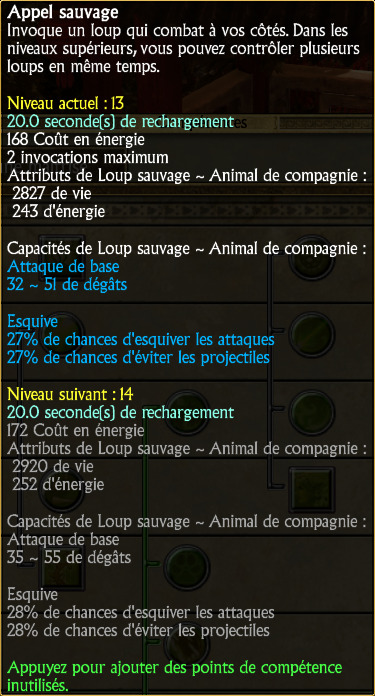 Appel sauvage
Invoque un loup qui combat à vos côtés. Dans les
niveaux supérieurs, vous pouvez contrôler plusieurs
loups en même temps.
Niveau actuel : 13
20.0 seconde(s) de rechargement
168 Coût en énergie
2 invocations maximum
Attributs de Loup sauvage ~ Animal de compagnie :
2827 de vie
243 d'énergie
Capacités de Loup sauvage ~ Animal de compagnie :
Attaque de base
32 ~ 51 de dégâts
Esquive
27% de chances d'esquiver les attaques
27% de chances d'éviter les projectiles
Niveau suivant : 14
20.0 seconde(s) de rechargement
172 Coût en énergie
Attributs de Loup sauvage ~ Animal de compagnie :
2920 de vie
252 d'énergie
Capacités de Loup sauvage ~ Animal de compagnie :
Attaque de base
35 ~ 55 de dégâts
Esquive
28% de chances d'esquiver les attaques
28% de chances d'éviter les projectiles
Appuyez pour ajouter des points de compétence
inutilisés.